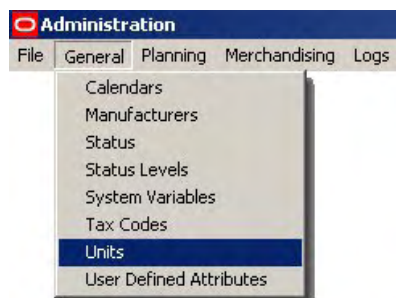 Administration
File General Planning Merchandising Logs
Calendars
Manufacturers
Status
Status Levels
System Variables
Tax Codes
Units
User Defined Attributes